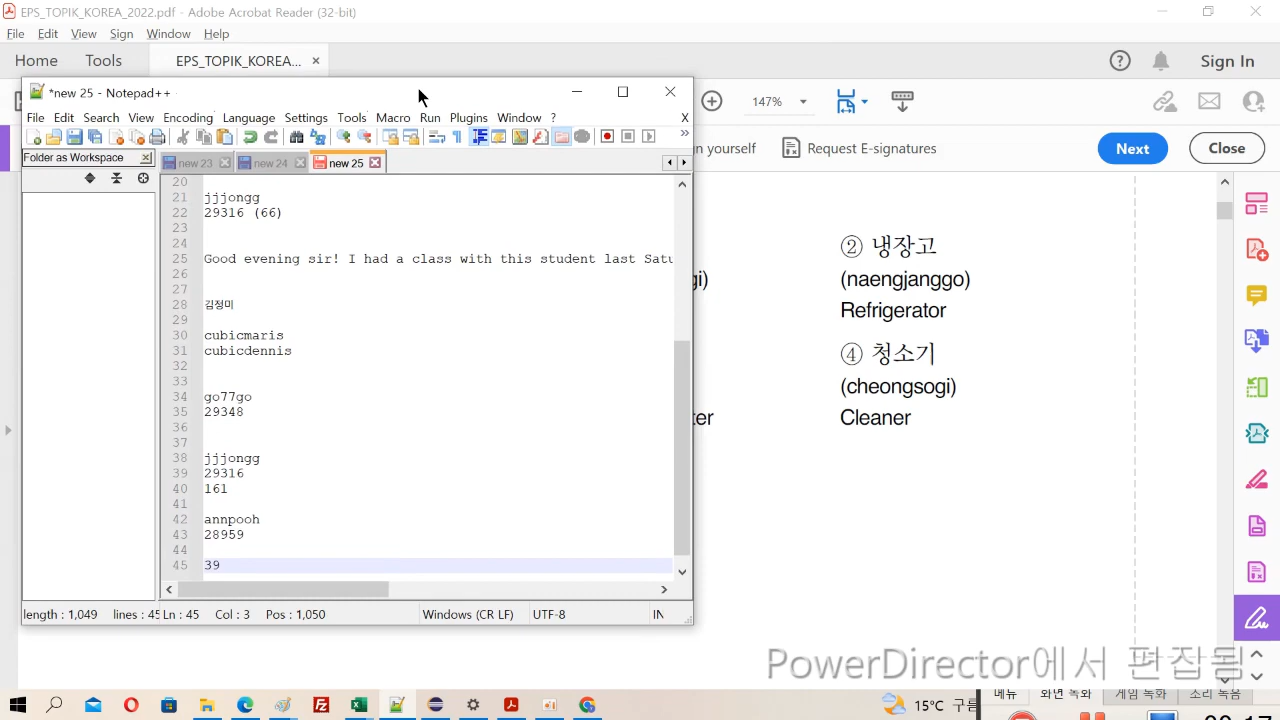 EPS_TOPIK_KOREA_2022.pdf - Adobe Acrobat Reader (32-bit)
File Edit View Sign Window Help
Home Tools EPS_TOPIK_KOREA... × Sign In
*new 25 - Notepad++
147%
File Edit Search View Encoding Language Settings Tools Macro Run Plugins Window ? X
Request E-signatures
Next
Close
Folder as Workspace
new 23
new 24
new 25
20
21 jjjongg
22 29316 (66)
23
24
25 Good evening sir! I had a class with this student last Satu
26
27
28 김정미
29
30 cubicmaris
31 cubicdennis
32
33
34 go77go
35 29348
36
37
38 jjjongg
39 29316
40 161
41
42 annpooh
43 28959
44
45 39
length : 1,049 lines : 45 Ln : 45 Col : 3 Pos : 1,050 Windows (CR LF) UTF-8 IN
② 냉장고
(naengjanggo)
Refrigerator
④ 청소기
(cheongsogi)
Cleaner
PowerDirector에서 편집됨
15°C 구름
메뉴 화면 녹화 게임 녹화 소리 녹음